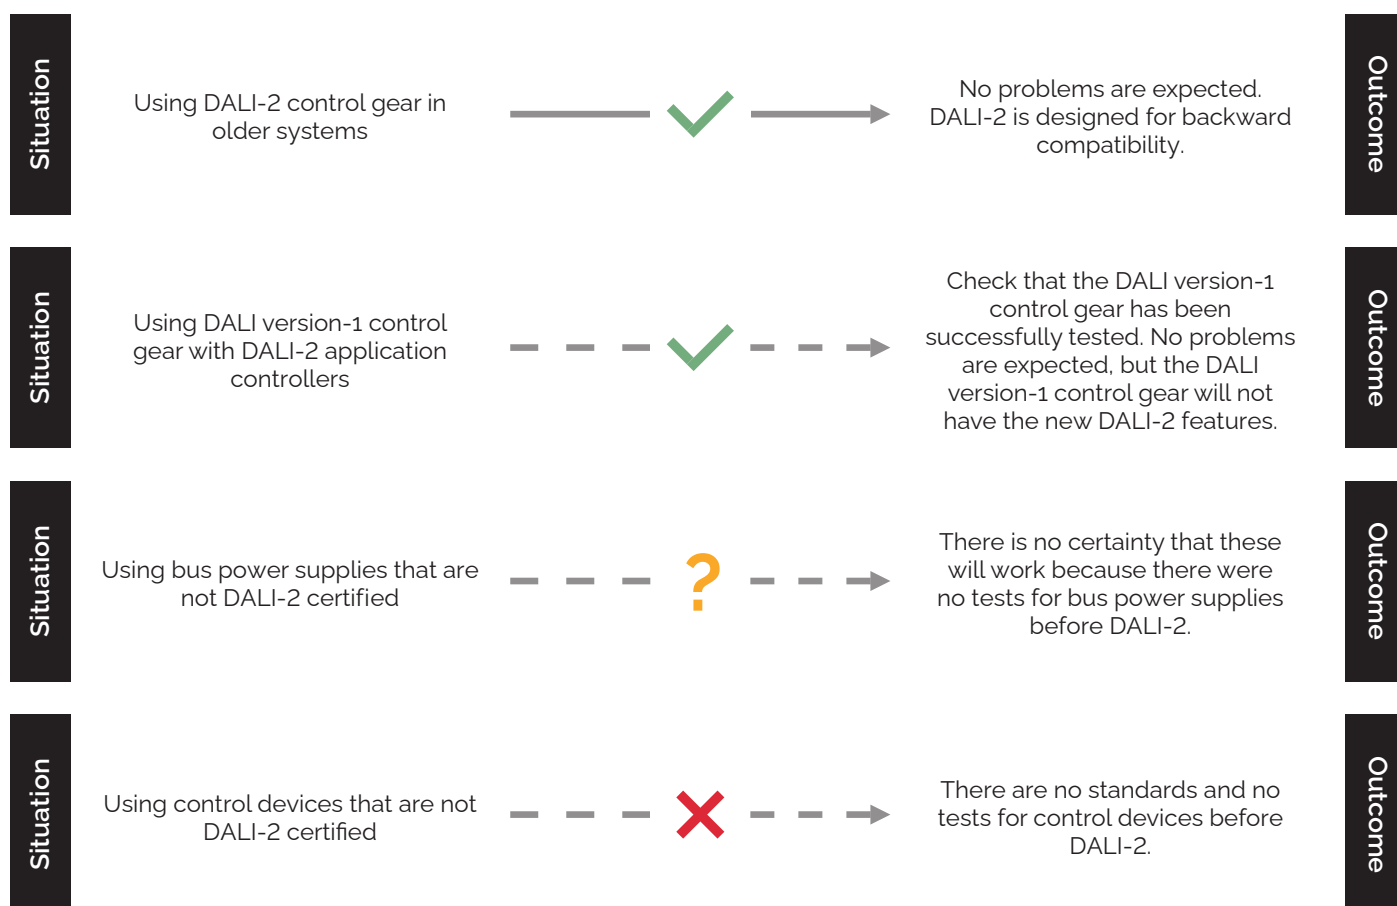 Situation
Using DALI-2 control gear in
older systems
No problems are expected.
DALI-2 is designed for backward
compatibility.
Outcome
Situation
Using DALI version-1 control
gear with DALI-2 application
controllers
Check that the DALI version-1
control gear has been
successfully tested. No problems
are expected, but the DALI
version-1 control gear will not
have the new DALI-2 features.
Outcome
Situation
Using bus power supplies that are
not DALI-2 certified
?
There is no certainty that these
will work because there were
no tests for bus power supplies
before DALI-2.
Outcome
Situation
Using control devices that are not
DALI-2 certified
There are no standards and no
tests for control devices before
DALI-2.
Outcome